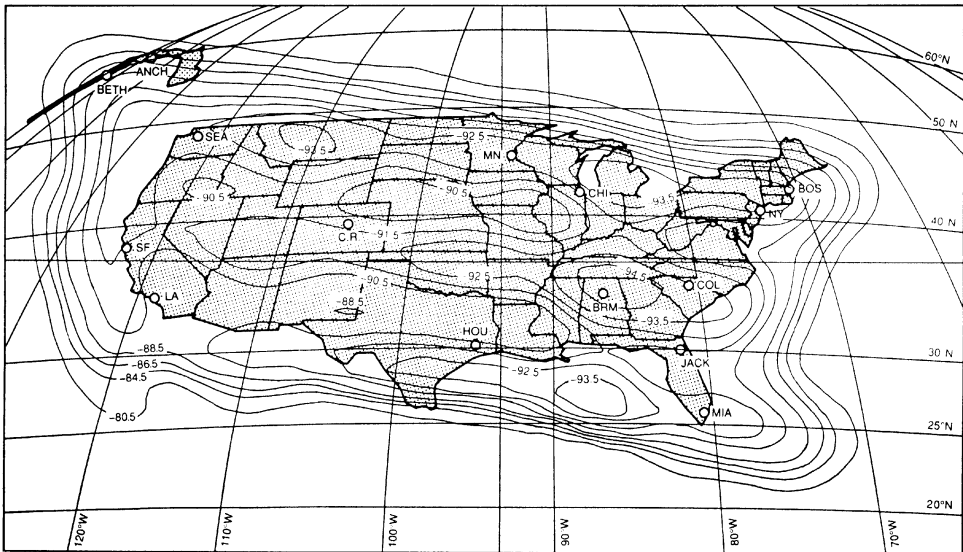 60°N
ANCH
BETH
50 N
SEA
-92.5
-93.5
MN
-90.5
-90.5
CHI
93.5
BOS
NY
40 N
C.R
-91.5
SF
94.5
92.5
-90.5
COL
LA
-88.5
BRM
-93.5
HOU
-88.5
30 N
JACK
-86.5
-92.5
-84.5
-93.5
-80.5
MIA
25°N
20°N
120°W
110°W
100°W
90°W
80°W
70°W